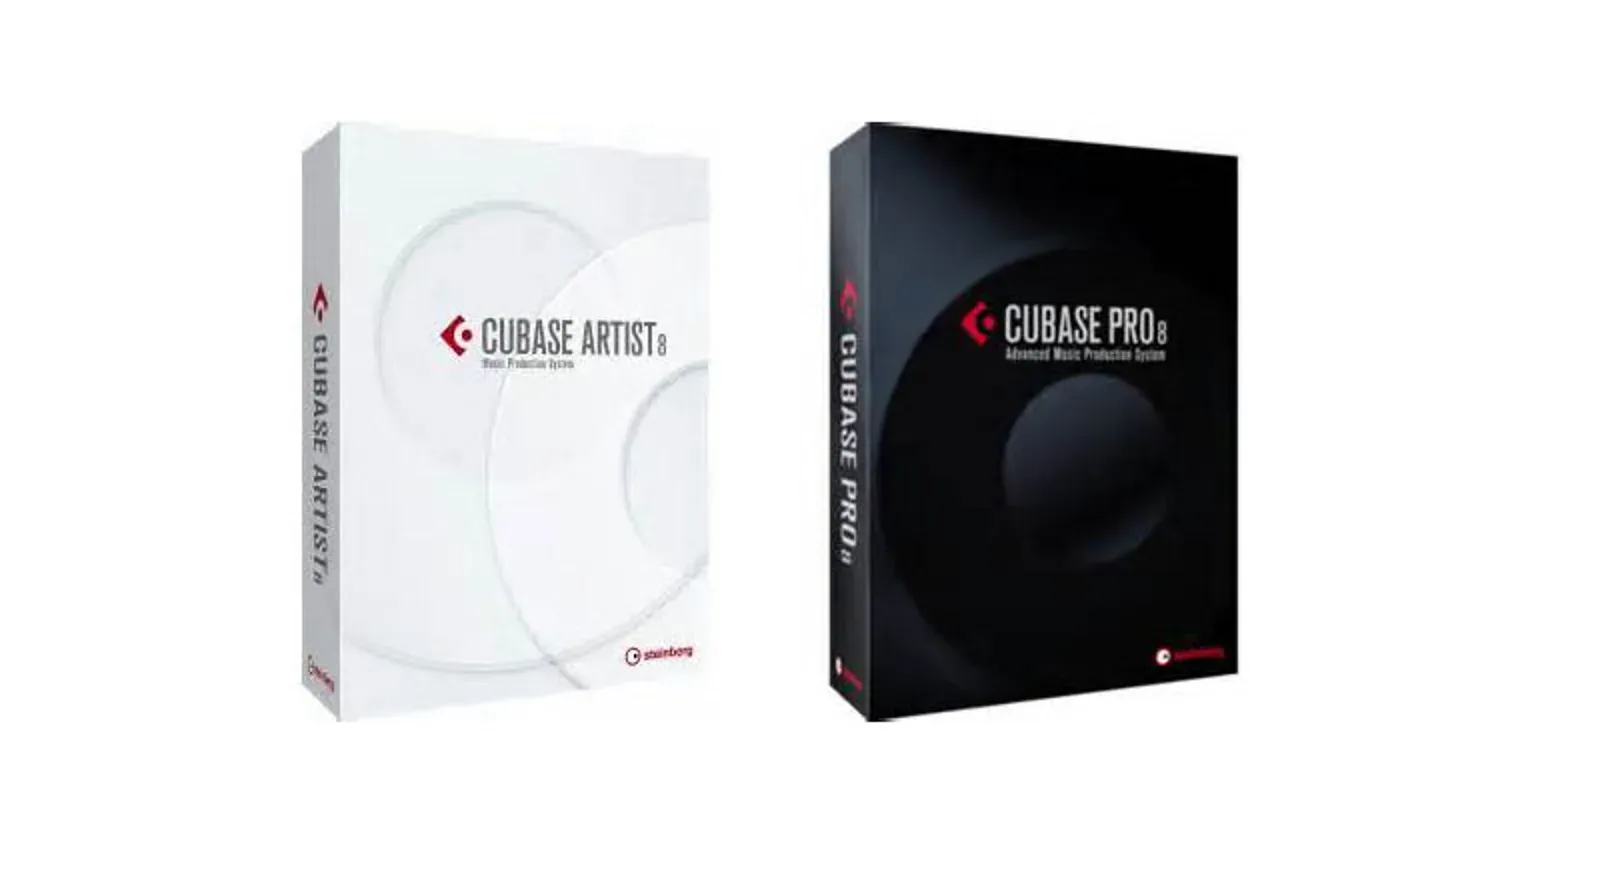 CUBASE ARTIST 8
Music Production System
steinberg
CUBASE ARTIST 8
steinberg
CUBASE PRO 8
Advanced Music Production System
steinberg
CUBASE PRO 8